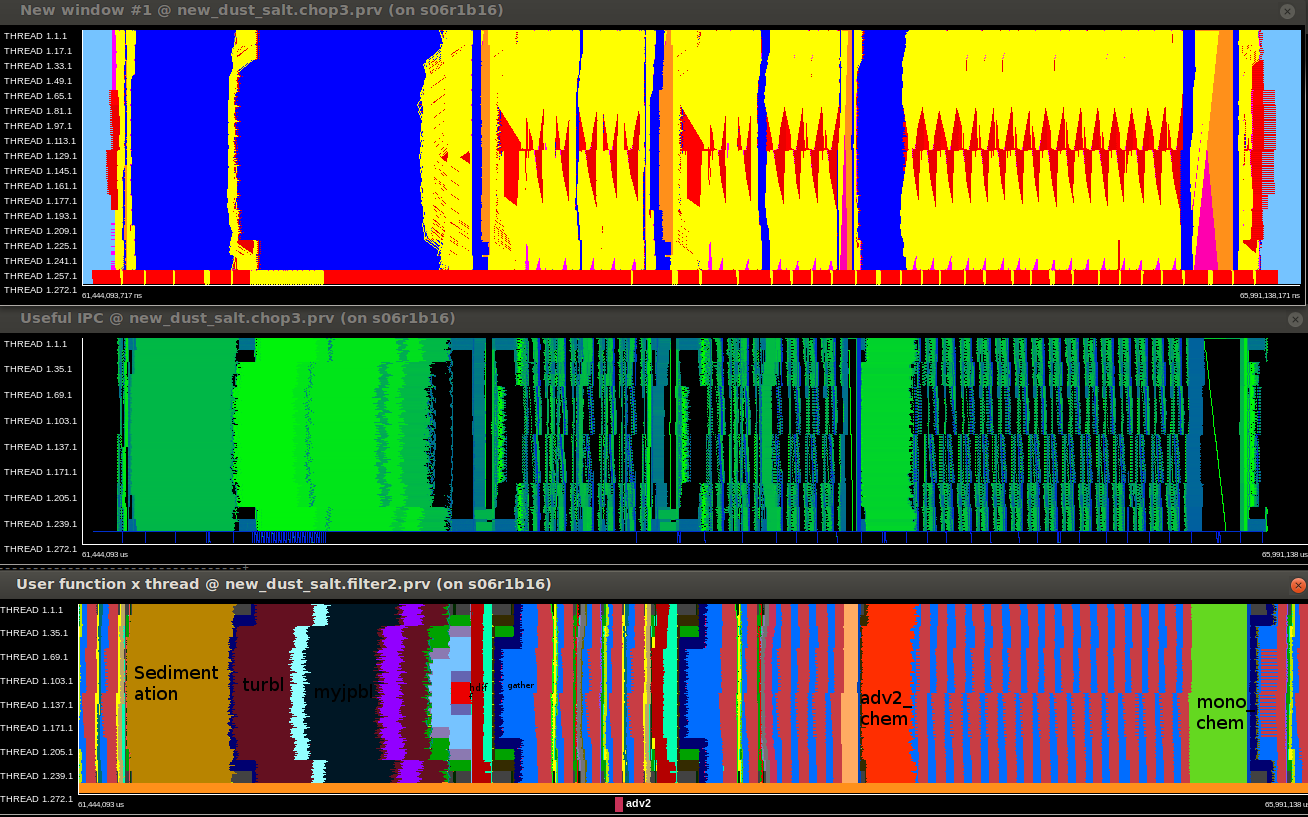 New window #1 @ new_dust_salt.chop3.prv (on s06r1b16)
THREAD 1.1.1
THREAD 1.17.1
THREAD 1.33.1
THREAD 1.49.1
THREAD 1.65.1
THREAD 1.81.1
THREAD 1.97.1
THREAD 1.113.1
THREAD 1.129.1
THREAD 1.145.1
THREAD 1.161.1
THREAD 1.177.1
THREAD 1.193.1
THREAD 1.209.1
THREAD 1.225.1
THREAD 1.241.1
THREAD 1.257.1
THREAD 1.272.1
61,444,093,717 ns
65,991,138,171 ns
Useful IPC @ new_dust_salt.chop3.prv (on s06r1b16)
THREAD 1.1.1
THREAD 1.35.1
THREAD 1.69.1
THREAD 1.103.1
THREAD 1.137.1
THREAD 1.171.1
THREAD 1.205.1
THREAD 1.239.1
THREAD 1.272.1
61,444,093 us
65,991,138 us
User function x thread @ new_dust_salt.filter2.prv (on s06r1b16)
THREAD 1.1.1
THREAD 1.35.1
THREAD 1.69.1
THREAD 1.103.1
THREAD 1.137.1
THREAD 1.171.1
THREAD 1.205.1
THREAD 1.239.1
THREAD 1.272.1
Sediment
ation
turbl
myjpbl
gather
adv2_
chem
mono_
chem
61,444,093 us
adv2
65,991,138 u